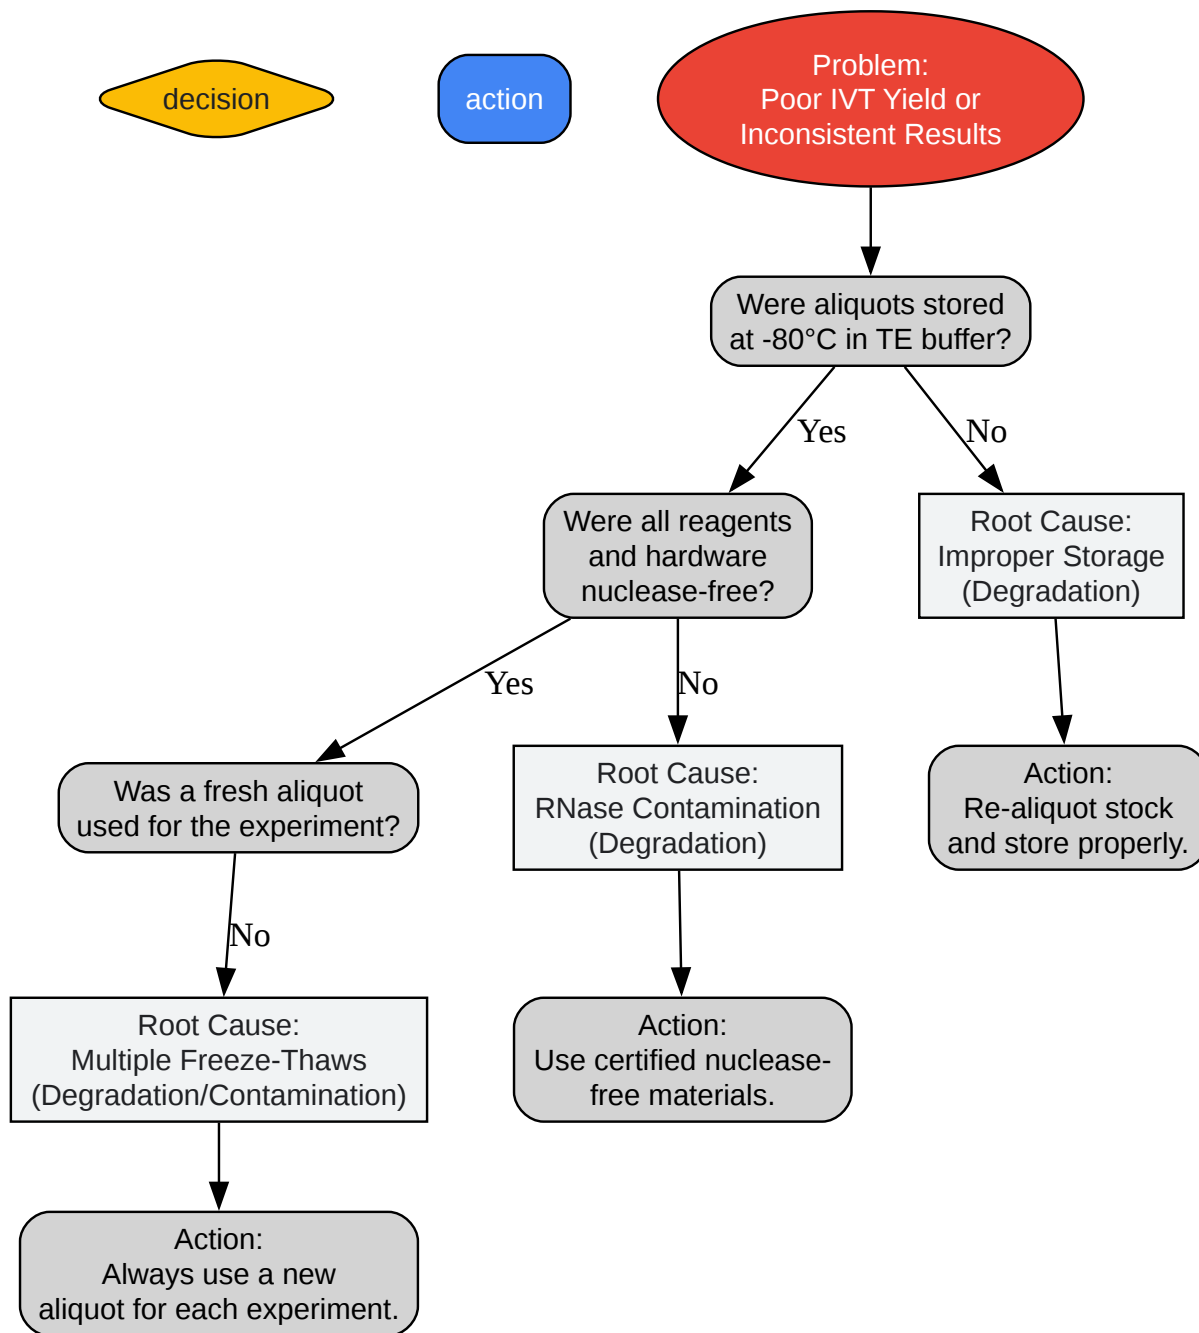 decision
action
Problem:
Poor IVT Yield or
Inconsistent Results
Were aliquots stored
at -80°C in TE buffer?
Yes
No
Were all reagents
and hardware
nuclease-free?
Root Cause:
Improper Storage
(Degradation)
Yes
No
Was a fresh aliquot
used for the experiment?
Root Cause:
RNase Contamination
(Degradation)
Action:
Re-aliquot stock
and store properly.
No
Root Cause:
Multiple Freeze-Thaws
(Degradation/Contamination)
Action:
Use certified nuclease-
free materials.
Action:
Always use a new
aliquot for each experiment.